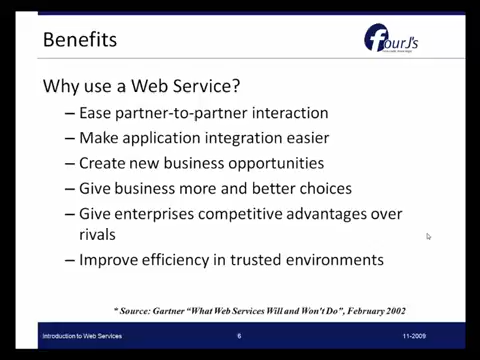 Benefits
fourJ's
Why use a Web Service?
– Ease partner-to-partner interaction
– Make application integration easier
– Create new business opportunities
– Give business more and better choices
– Give enterprises competitive advantages over
rivals
– Improve efficiency in trusted environments
* Source: Gartner “What Web Services Will and Won't Do”, February 2002
Introduction to Web Services
6
11-2009